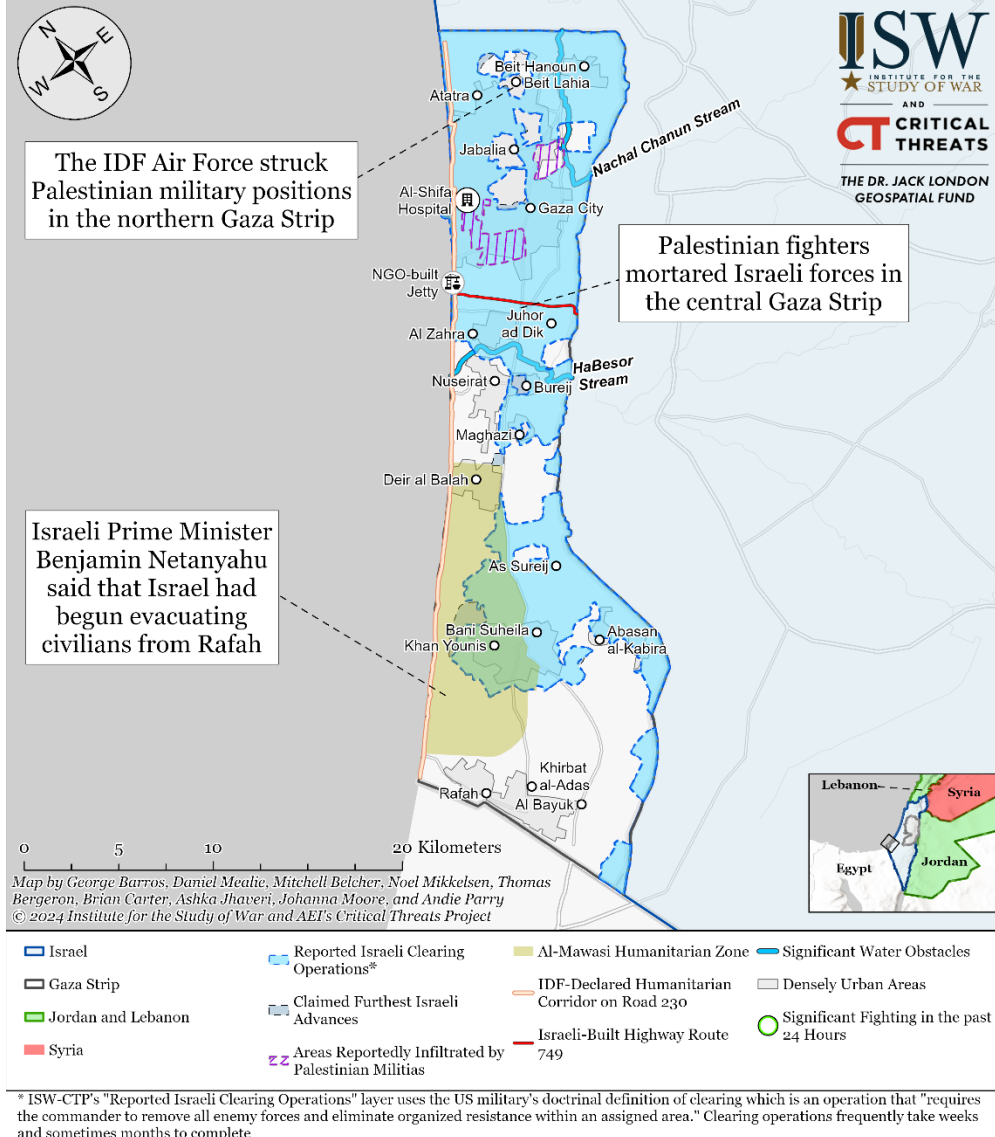 N
E
W
S
ISW
INSTITUTE FOR THE
STUDY OF WAR
AND
CT CRITICAL
THREATS
THE DR. JACK LONDON
GEOSPATIAL FUND
Beit Hanoun
Beit Lahia
Atatra
Nachal Chanun Stream
The IDF Air Force struck
Palestinian military positions
in the northern Gaza Strip
Jabalia
Al-Shifa
Hospital
Gaza City
Palestinian fighters
mortared Israeli forces in
the central Gaza Strip
NGO-built
Jetty
Juhor
ad Dik
Al Zahra
HaBesor
Stream
Nuseirat
Bureij
Maghazi
Deir al Balah
Israeli Prime Minister
Benjamin Netanyahu
said that Israel had
begun evacuating
civilians from Rafah
As Sureij
Bani Suheila
Khan Younis
Abasan
al-Kabira
Khirbat
al-Adas
Rafah
Al Bayuk
Lebanon
Syria
Egypt
Jordan
0 5 10 20 Kilometers
Map by George Barros, Daniel Mealie, Mitchell Belcher, Noel Mikkelsen, Thomas
Bergeron, Brian Carter, Ashka Jhaveri, Johanna Moore, and Andie Parry
© 2024 Institute for the Study of War and AEI's Critical Threats Project
Israel
Gaza Strip
Jordan and Lebanon
Syria
Reported Israeli Clearing
Operations*
Claimed Furthest Israeli
Advances
Areas Reportedly Infiltrated by
Palestinian Militias
Al-Mawasi Humanitarian Zone
IDF-Declared Humanitarian
Corridor on Road 230
Israeli-Built Highway Route
749
Significant Water Obstacles
Densely Urban Areas
Significant Fighting in the past
24 Hours
* ISW-CTP's "Reported Israeli Clearing Operations" layer uses the US military's doctrinal definition of clearing which is an operation that "requires
the commander to remove all enemy forces and eliminate organized resistance within an assigned area." Clearing operations frequently take weeks
and sometimes months to complete